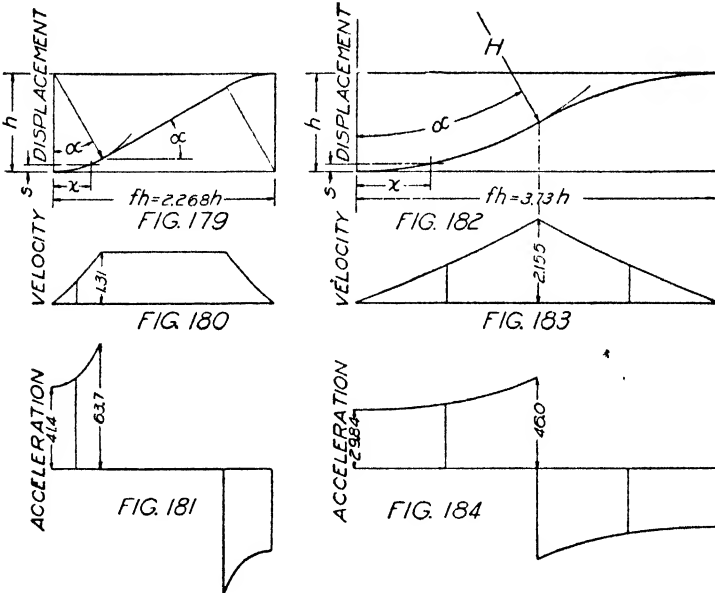 DISPLACEMENT
h
α
α
s
x
fh=2.268h
FIG. 179
DISPLACEMENT
H
h
α
s
x
fh=3.73h
FIG. 182
VELOCITY
1.31
FIG. 180
VELOCITY
2.155
FIG. 183
ACCELERATION
41.4
63.7
FIG. 181
ACCELERATION
29.84
46.0
FIG. 184